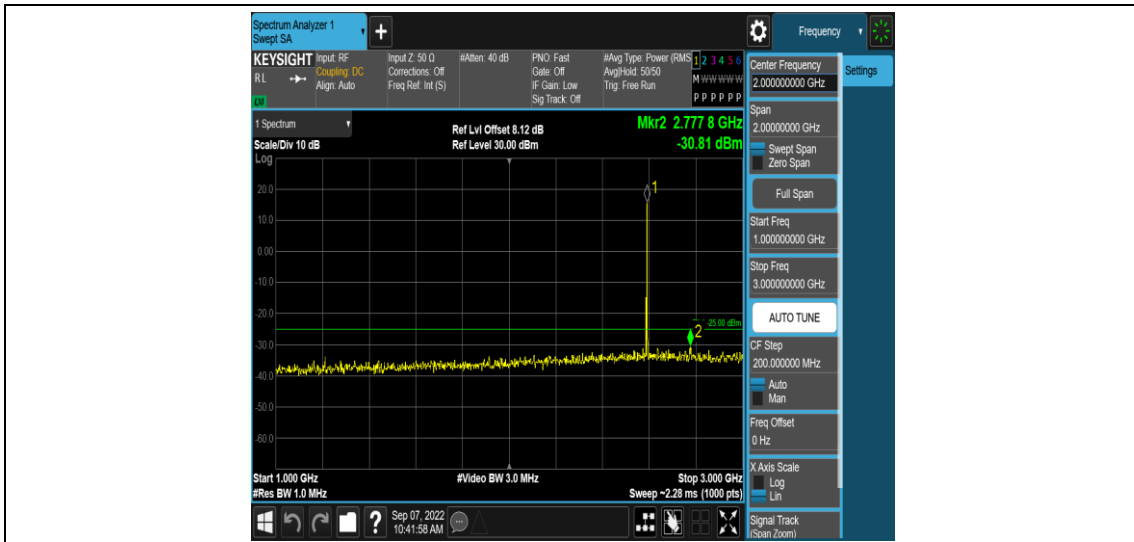 Spectrum Analyzer 1
Swept SA
+
Frequency
KEYSIGHT
RL
LM
Input: RF
Coupling: DC
Align: Auto
Input Z: 50 Ω
Corrections: Off
Freq Ref: Int (S)
#Atten: 40 dB
PNO: Fast
Gate: Off
IF Gain: Low
Sig Track: Off
#Avg Type: Power (RMS
Avg|Hold: 50/50
Trig: Free Run
1 2 3 4 5 6
M W W W W W
P P P P P P
1 Spectrum
Scale/Div 10 dB
Ref Lvl Offset 8.12 dB
Ref Level 30.00 dBm
Mkr2 2.777 8 GHz
-30.81 dBm
Log
20.0
10.0
0.00
-10.0
-20.0
-30.0
-40.0
-50.0
-60.0
1
2
-25.00 dBm
Start 1.000 GHz
#Res BW 1.0 MHz
#Video BW 3.0 MHz
Stop 3.000 GHz
Sweep ~2.28 ms (1000 pts)
?
Sep 07, 2022
10:41:58 AM
Center Frequency
2.000000000 GHz
Settings
Span
2.00000000 GHz
Swept Span
Zero Span
Full Span
Start Freq
1.000000000 GHz
Stop Freq
3.000000000 GHz
AUTO TUNE
CF Step
200.000000 MHz
Auto
Man
Freq Offset
0 Hz
X Axis Scale
Log
Lin
Signal Track
(Span Zoom)